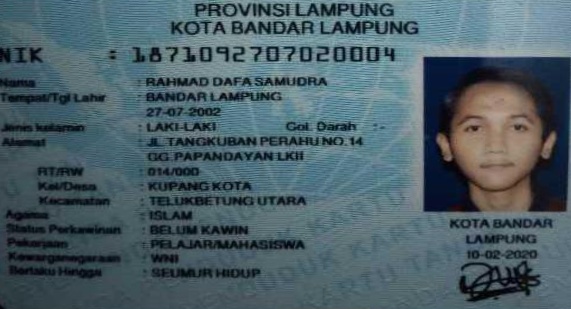 PROVINSI LAMPUNG
KOTA BANDAR LAMPUNG
NIK : 1871092707020004
Nama : RAHMAD DAFA SAMUDRA
Tempat/Tgl Lahir : BANDAR LAMPUNG
27-07-2002
Jenis kelamin : LAKI-LAKI Gol. Darah : -
Alamat : JL. TANGKUBAN PERAHU NO.14
GG. PAPANDAYAN LKII
RT/RW : 014/000
Kel/Desa : KUPANG KOTA
Kecamatan : TELUKBETUNG UTARA
Agama : ISLAM
Status Perkawinan : BELUM KAWIN
Pekerjaan : PELAJAR/MAHASISWA
Kewarganegaraan : WNI
Berlaku Hingga : SEUMUR HIDUP
KOTA BANDAR
LAMPUNG
10-02-2020